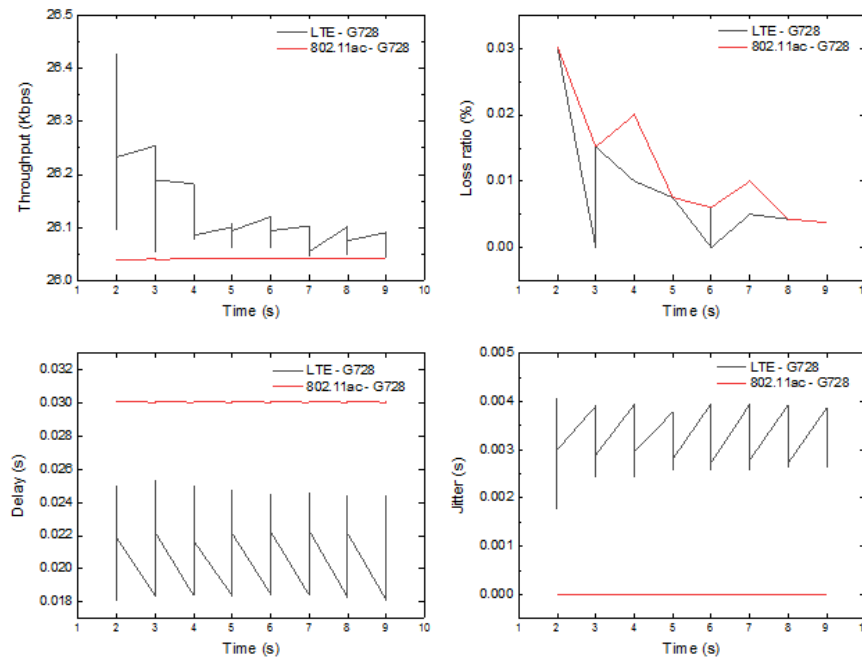 26.5
26.4
26.3
26.2
26.1
26.0
Throughput (Kbps)
LTE - G728
802.11ac - G728
1 2 3 4 5 6 7 8 9 10
Time (s)
0.03
0.02
0.01
0.00
Loss ratio (%)
LTE - G728
802.11ac - G728
1 2 3 4 5 6 7 8 9 1
Time (s)
0.032
0.030
0.028
0.026
0.024
0.022
0.020
0.018
Delay (s)
LTE - G728
802.11ac - G728
1 2 3 4 5 6 7 8 9 10
Time (s)
0.005
0.004
0.003
0.002
0.001
0.000
Jitter (s)
LTE - G728
802.11ac - G728
1 2 3 4 5 6 7 8 9 1
Time (s)